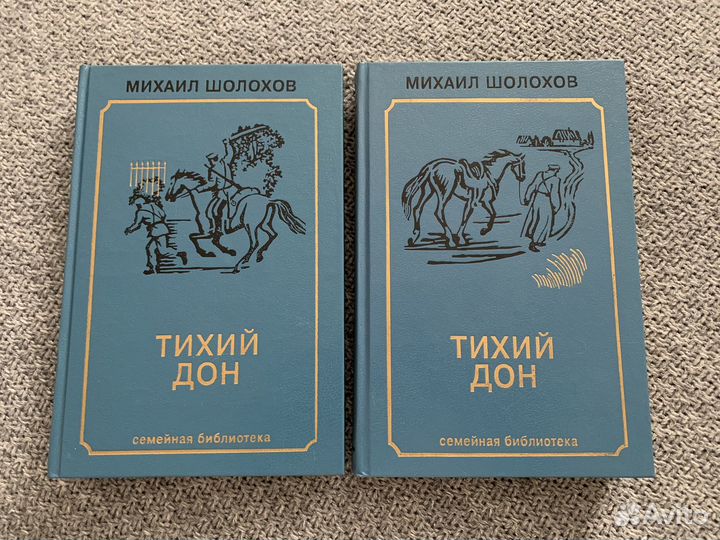 МИХАИЛ ШОЛОХОВ
ТИХИЙ
ДОН
семейная библиотека
МИХАИЛ ШОЛОХОВ
ТИХИЙ
ДОН
семейная библиотека
Avito